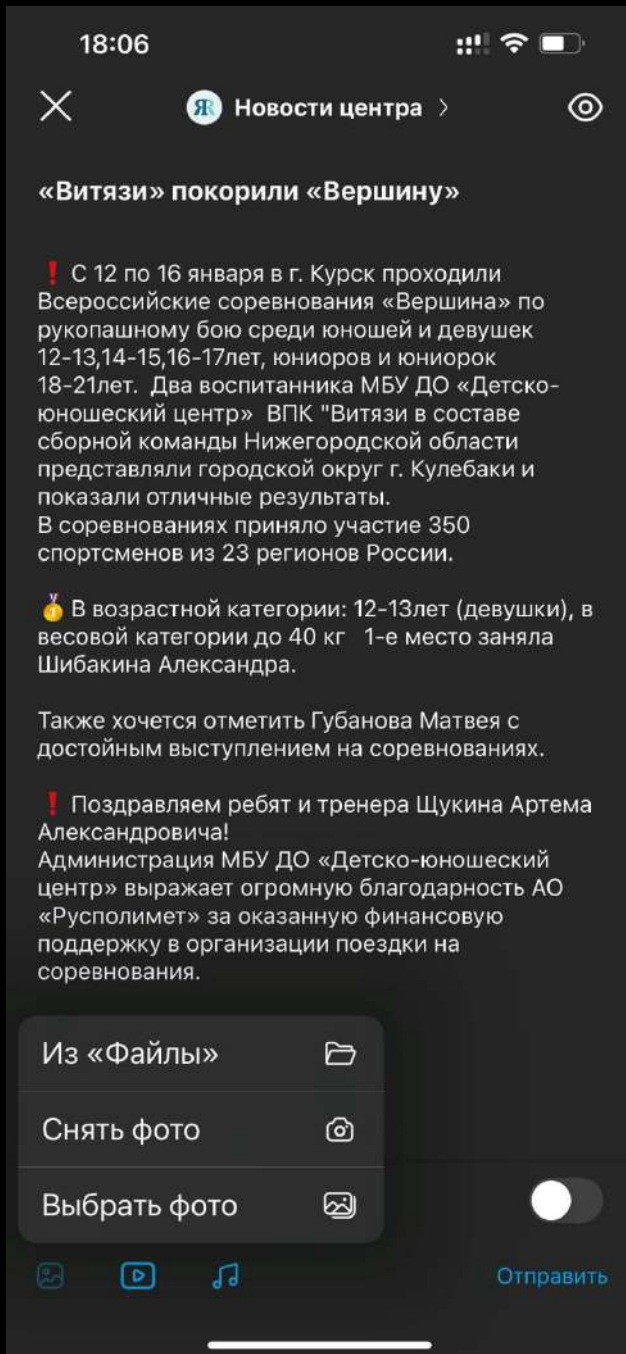 18:06
Новости центра
«Витязи» покорили «Вершину»
❗ С 12 по 16 января в г. Курск проходили
Всероссийские соревнования «Вершина» по
рукопашному бою среди юношей и девушек
12-13,14-15,16-17лет, юниоров и юниорок
18-21лет.  Два воспитанника МБУ ДО «Детско-
юношеский центр»  ВПК "Витязи в составе
сборной команды Нижегородской области
представляли городской округ г. Кулебаки и
показали отличные результаты.
В соревнованиях приняло участие 350
спортсменов из 23 регионов России.
🥇 В возрастной категории: 12-13лет (девушки), в
весовой категории до 40 кг   1-е место заняла
Шибакина Александра.
Также хочется отметить Губанова Матвея с
достойным выступлением на соревнованиях.
❗ Поздравляем ребят и тренера Щукина Артема
Александровича!
Администрация МБУ ДО «Детско-юношеский
центр» выражает огромную благодарность АО
«Русполимет» за оказанную финансовую
поддержку в организации поездки на
соревнования.
Из «Файлы»
Снять фото
Выбрать фото
Отправить